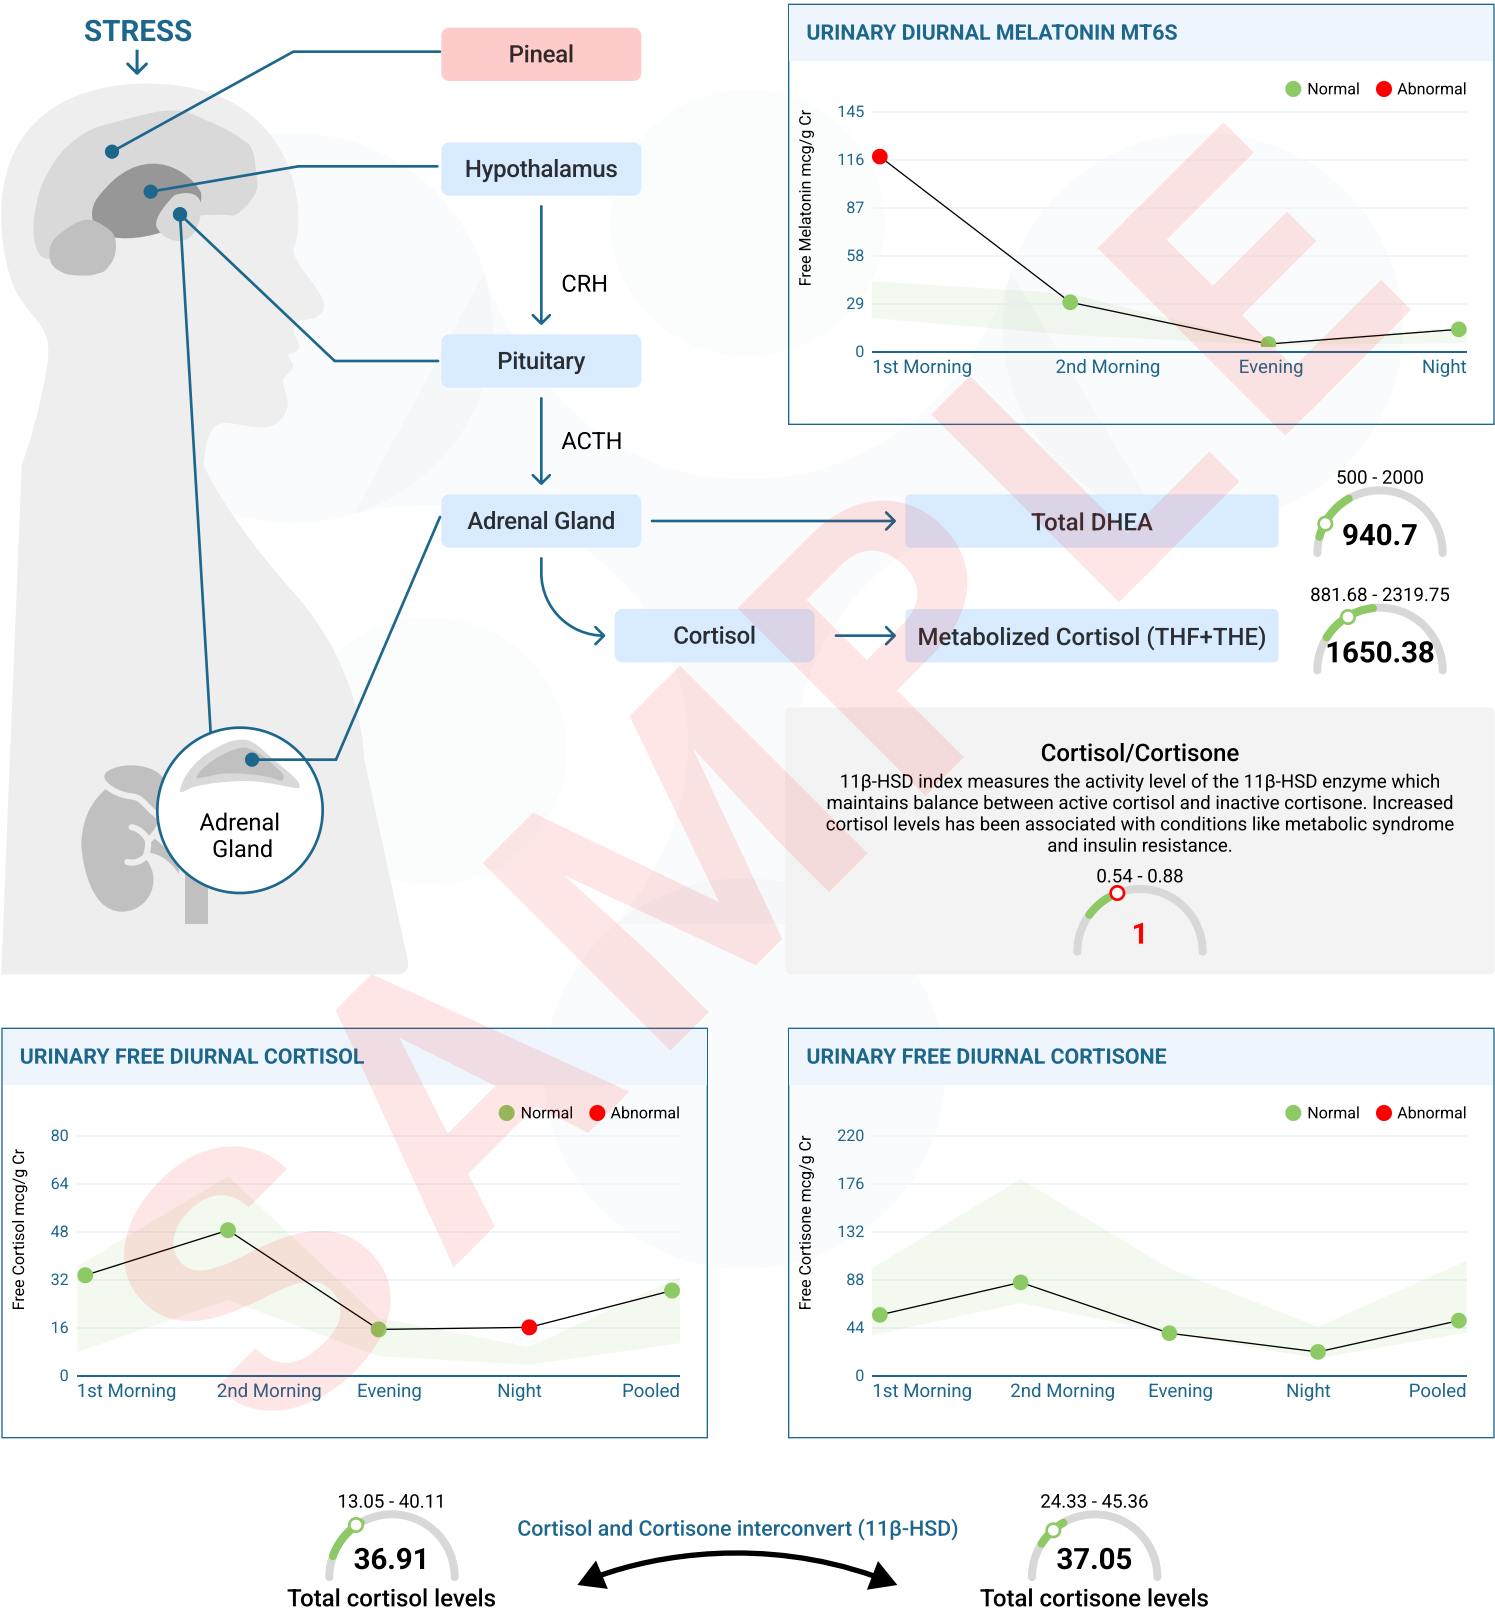 STRESS
Pineal
Hypothalamus
CRH
Pituitary
ACTH
Adrenal Gland
Total DHEA
500 - 2000
940.7
Cortisol
Metabolized Cortisol (THF+THE)
881.68 - 2319.75
1650.38
Adrenal
Gland
URINARY DIURNAL MELATONIN MT6S
Normal
Abnormal
Free Melatonin mcg/g Cr
145
116
87
58
29
0
1st Morning
2nd Morning
Evening
Night
Cortisol/Cortisone
11β-HSD index measures the activity level of the 11β-HSD enzyme which
maintains balance between active cortisol and inactive cortisone. Increased
cortisol levels has been associated with conditions like metabolic syndrome
and insulin resistance.
0.54 - 0.88
1
URINARY FREE DIURNAL CORTISOL
Normal
Abnormal
Free Cortisol mcg/g Cr
80
64
48
32
16
0
1st Morning
2nd Morning
Evening
Night
Pooled
URINARY FREE DIURNAL CORTISONE
Normal
Abnormal
Free Cortisone mcg/g Cr
220
176
132
88
44
0
1st Morning
2nd Morning
Evening
Night
Pooled
13.05 - 40.11
36.91
Total cortisol levels
Cortisol and Cortisone interconvert (11β-HSD)
24.33 - 45.36
37.05
Total cortisone levels
SAMPLE